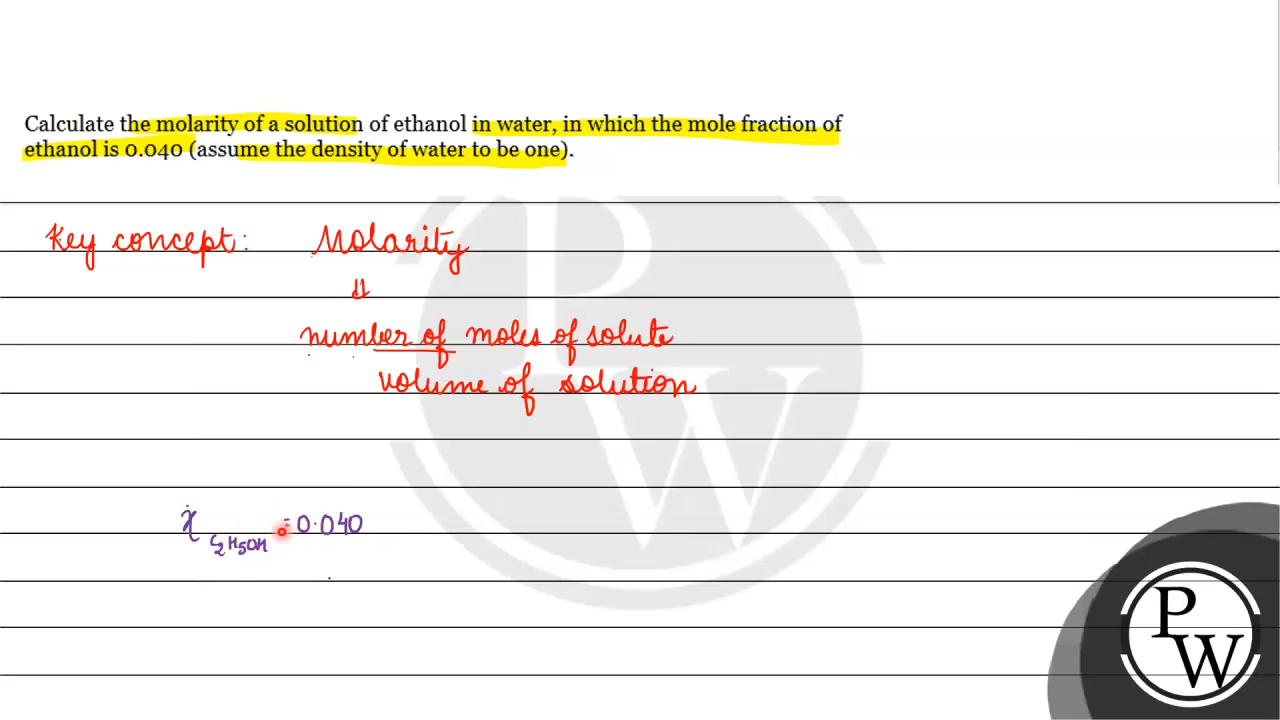 Calculate the molarity of a solution of ethanol in water, in which the mole fraction of
ethanol is 0.040 (assume the density of water to be one).
Key concept: Molarity
⇓
number of moles of solute
volume of solution
χ C2H5OH = 0.040
P
W
P
W